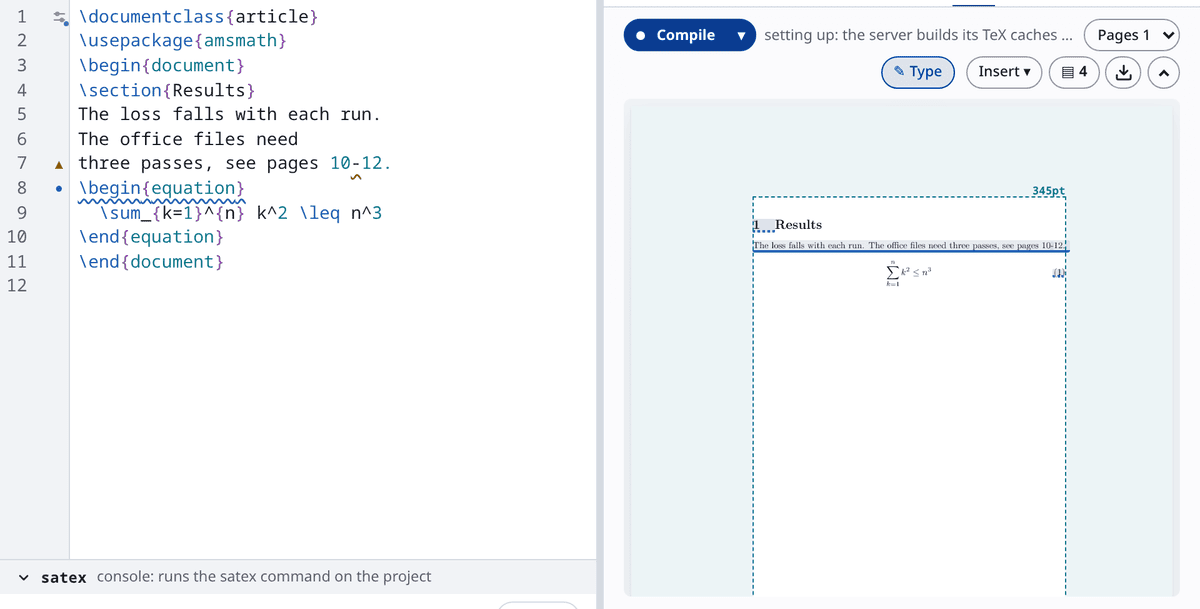 1 \documentclass{article}
2 \usepackage{amsmath}
3 \begin{document}
4 \section{Results}
5 The loss falls with each run.
6 The office files need
7 three passes, see pages 10-12.
8 \begin{equation}
9 \sum_{k=1}^{n} k^2 \leq n^3
10 \end{equation}
11 \end{document}
12
satex console: runs the satex command on the project
Compile ▾ setting up: the server builds its TeX caches ... Pages 1
Type Insert ▾ 4
345pt
1 Results
The loss falls with each run. The office files need three passes, see pages 10-12.
n
∑ k² ≤ n³ (1)
k=1